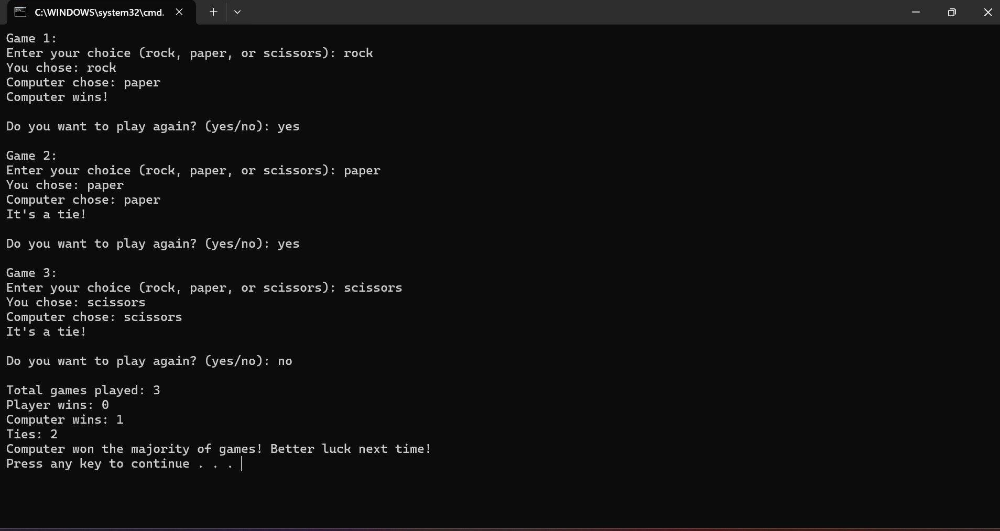 C:\WINDOWS\system32\cmd.
Game 1:
Enter your choice (rock, paper, or scissors): rock
You chose: rock
Computer chose: paper
Computer wins!
Do you want to play again? (yes/no): yes
Game 2:
Enter your choice (rock, paper, or scissors): paper
You chose: paper
Computer chose: paper
It's a tie!
Do you want to play again? (yes/no): yes
Game 3:
Enter your choice (rock, paper, or scissors): scissors
You chose: scissors
Computer chose: scissors
It's a tie!
Do you want to play again? (yes/no): no
Total games played: 3
Player wins: 0
Computer wins: 1
Ties: 2
Computer won the majority of games! Better luck next time!
Press any key to continue . . .